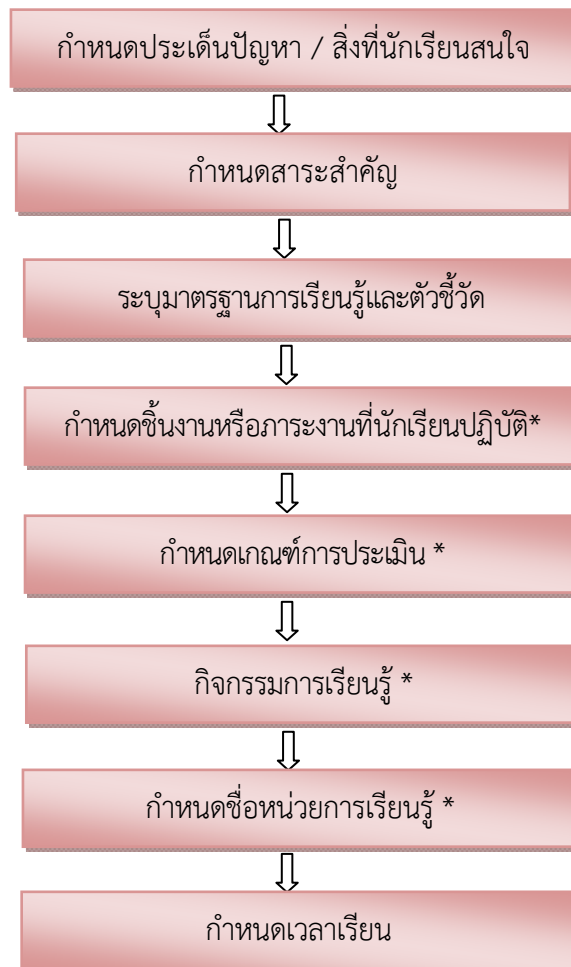 กำหนดประเด็นปัญหา / สิ่งที่นักเรียนสนใจ
กำหนดสาระสำคัญ
ระบุมาตรฐานการเรียนรู้และตัวชี้วัด
กำหนดชิ้นงานหรือภาระงานที่นักเรียนปฏิบัติ*
กำหนดเกณฑ์การประเมิน *
กิจกรรมการเรียนรู้ *
กำหนดชื่อหน่วยการเรียนรู้ *
กำหนดเวลาเรียน